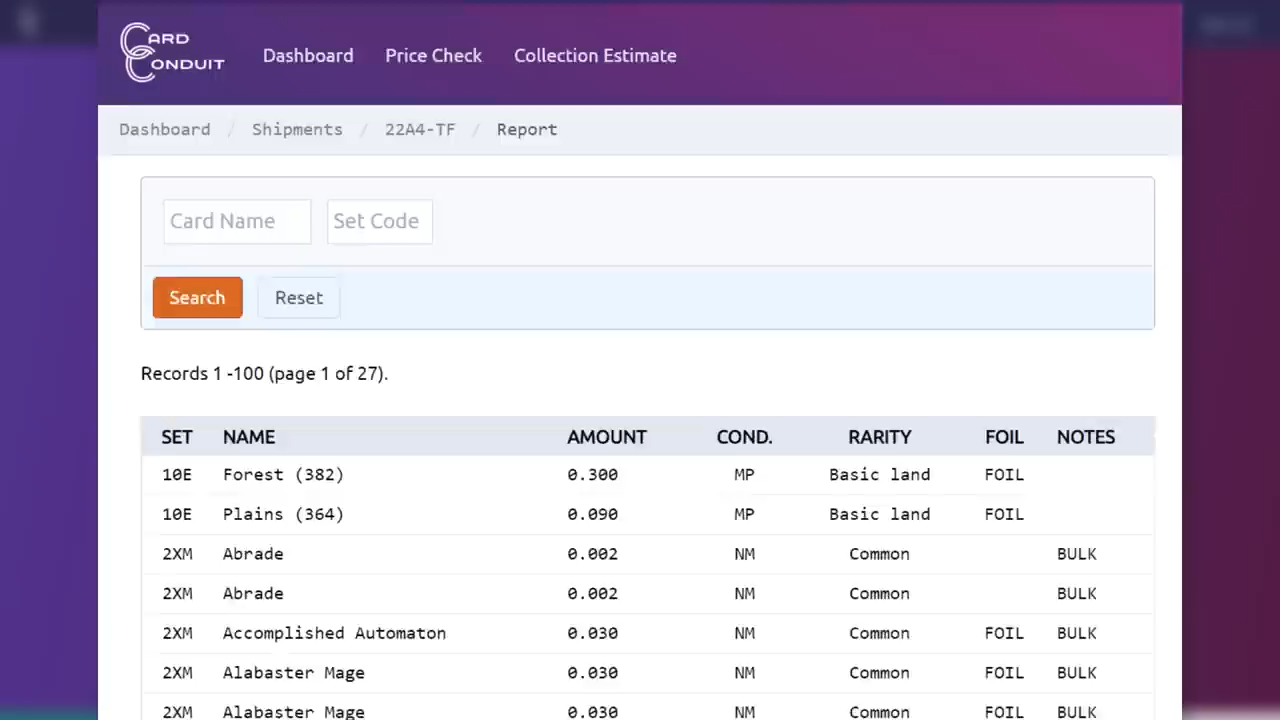 CARD CONDUIT
Dashboard Price Check Collection Estimate
Dashboard / Shipments / 22A4-TF / Report
Card Name Set Code
Search Reset
Records 1 -100 (page 1 of 27).
SET NAME AMOUNT COND. RARITY FOIL NOTES
10E Forest (382) 0.300 MP Basic land FOIL
10E Plains (364) 0.090 MP Basic land FOIL
2XM Abrade 0.002 NM Common BULK
2XM Abrade 0.002 NM Common BULK
2XM Accomplished Automaton 0.030 NM Common FOIL BULK
2XM Alabaster Mage 0.030 NM Common FOIL BULK
2XM Alabaster Mage 0.030 NM Common FOIL BULK